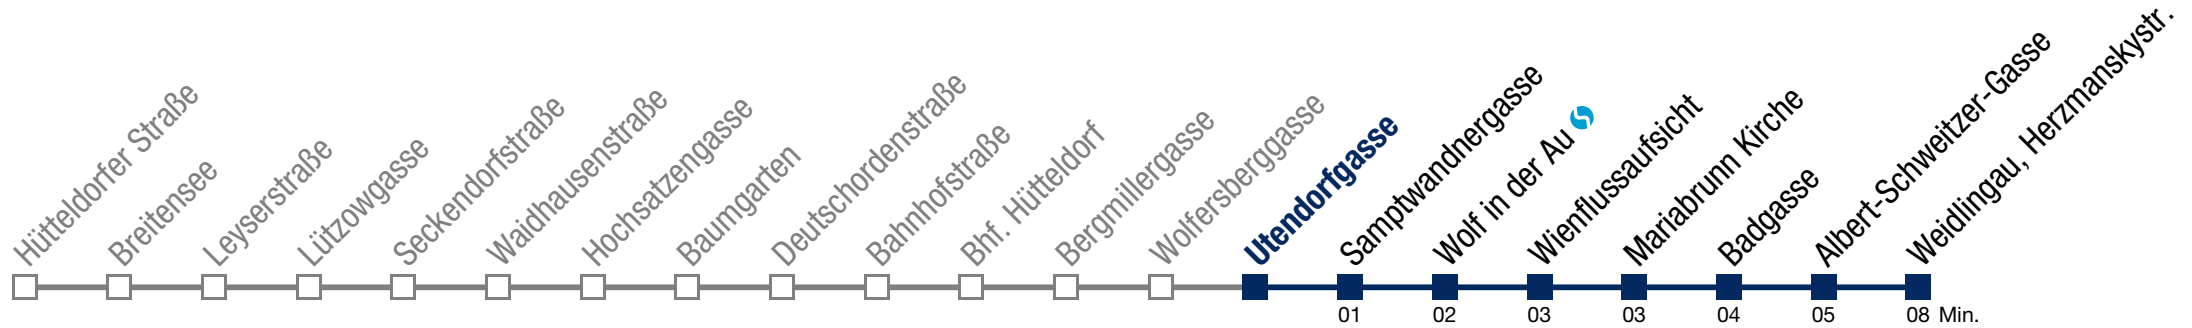 Hütteldorfer Straße
Breitensee
Leyserstraße
Lützowgasse
Seckendorfstraße
Waidhausenstraße
Hochsatzengasse
Baumgarten
Deutschordenstraße
Bahnhofstraße
Bhf. Hütteldorf
Bergmillergasse
Wolfersberggasse
Utendorfgasse
Samptwandnergasse
Wolf in der Au
Wienflussaufsicht
Mariabrunn Kirche
Badgasse
Albert-Schweitzer-Gasse
Weidlingau, Herzmanskystr.
01 02 03 03 04 05 08 Min.